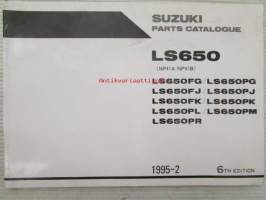 SUZUKI
PARTS CATALOGUE
LS650
(NP41A/NP41B)
LS650FG/LS650PG
LS650FJ/LS650PJ
LS650FK/LS650PK
LS650PL/LS650PM
LS650PR
1995-2 6TH EDITION
Antikvariaatti.net